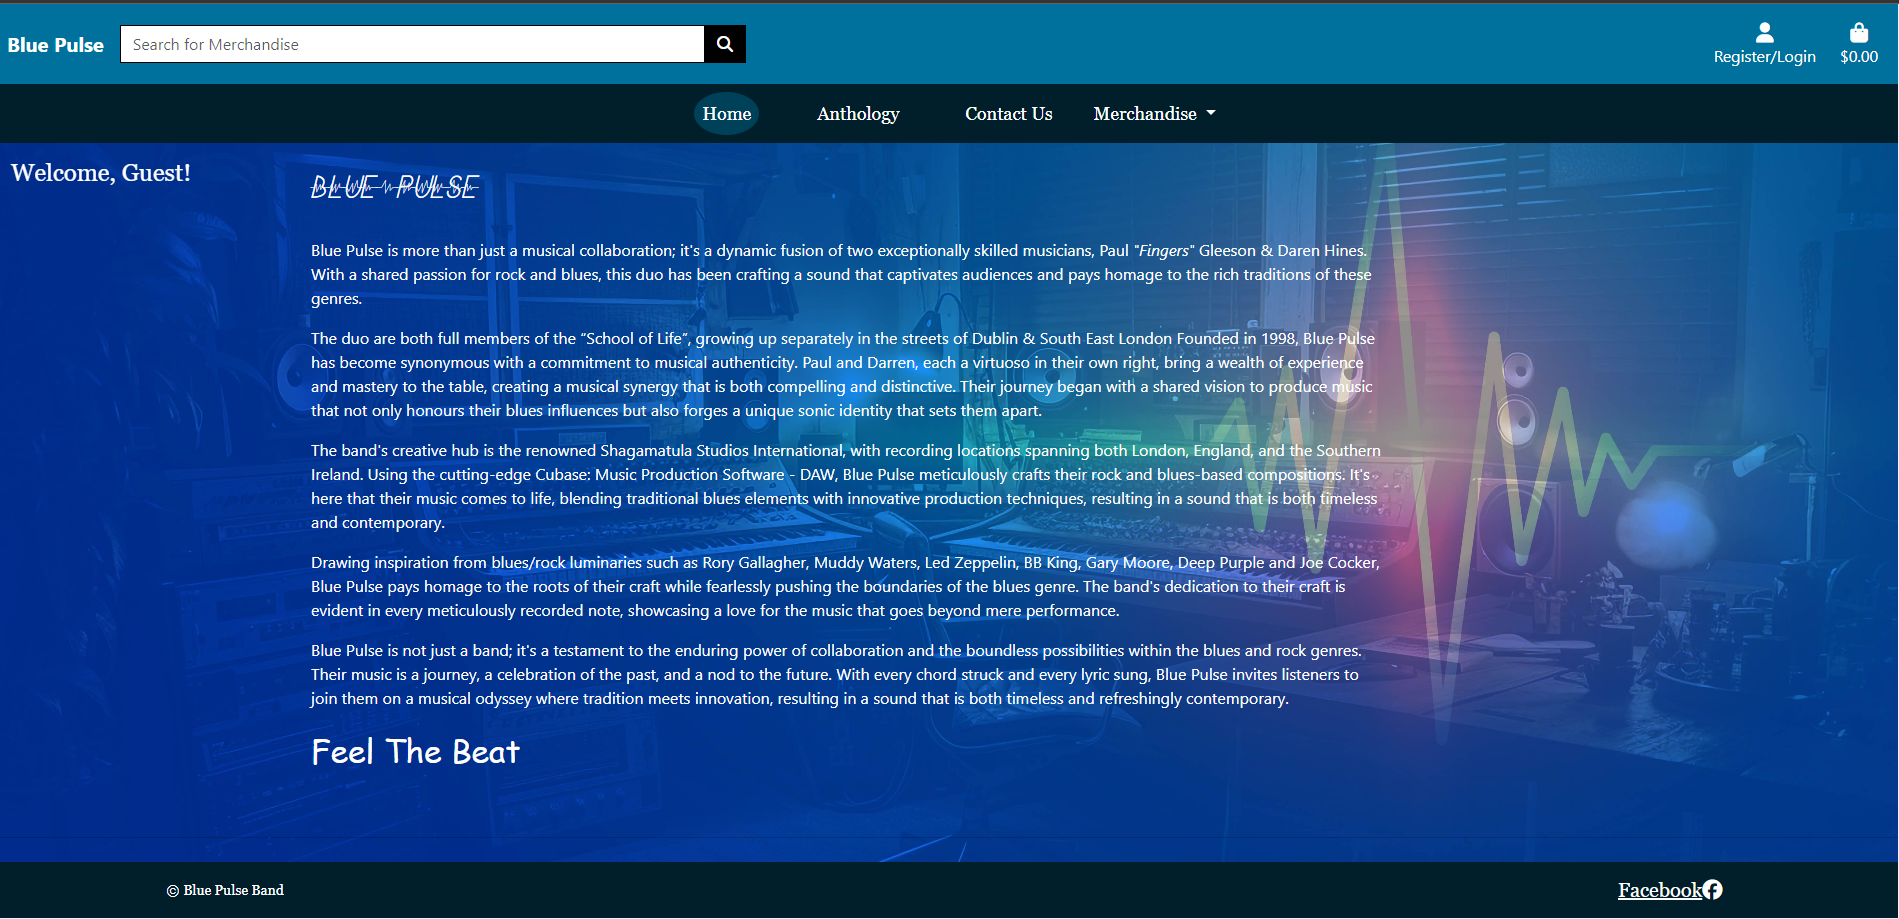 Blue Pulse
Search for Merchandise
Register/Login
$0.00
Home
Anthology
Contact Us
Merchandise
Welcome, Guest!
BLUE PULSE
Blue Pulse is more than just a musical collaboration; it's a dynamic fusion of two exceptionally skilled musicians, Paul "Fingers" Gleeson & Daren Hines.
With a shared passion for rock and blues, this duo has been crafting a sound that captivates audiences and pays homage to the rich traditions of these
genres.
The duo are both full members of the “School of Life”, growing up separately in the streets of Dublin & South East London Founded in 1998, Blue Pulse
has become synonymous with a commitment to musical authenticity. Paul and Darren, each a virtuoso in their own right, bring a wealth of experience
and mastery to the table, creating a musical synergy that is both compelling and distinctive. Their journey began with a shared vision to produce music
that not only honours their blues influences but also forges a unique sonic identity that sets them apart.
The band's creative hub is the renowned Shagamatula Studios International, with recording locations spanning both London, England, and the Southern
Ireland. Using the cutting-edge Cubase: Music Production Software - DAW, Blue Pulse meticulously crafts their rock and blues-based compositions. It's
here that their music comes to life, blending traditional blues elements with innovative production techniques, resulting in a sound that is both timeless
and contemporary.
Drawing inspiration from blues/rock luminaries such as Rory Gallagher, Muddy Waters, Led Zeppelin, BB King, Gary Moore, Deep Purple and Joe Cocker,
Blue Pulse pays homage to the roots of their craft while fearlessly pushing the boundaries of the blues genre. The band's dedication to their craft is
evident in every meticulously recorded note, showcasing a love for the music that goes beyond mere performance.
Blue Pulse is not just a band; it's a testament to the enduring power of collaboration and the boundless possibilities within the blues and rock genres.
Their music is a journey, a celebration of the past, and a nod to the future. With every chord struck and every lyric sung, Blue Pulse invites listeners to
join them on a musical odyssey where tradition meets innovation, resulting in a sound that is both timeless and refreshingly contemporary.
Feel The Beat
© Blue Pulse Band
Facebook